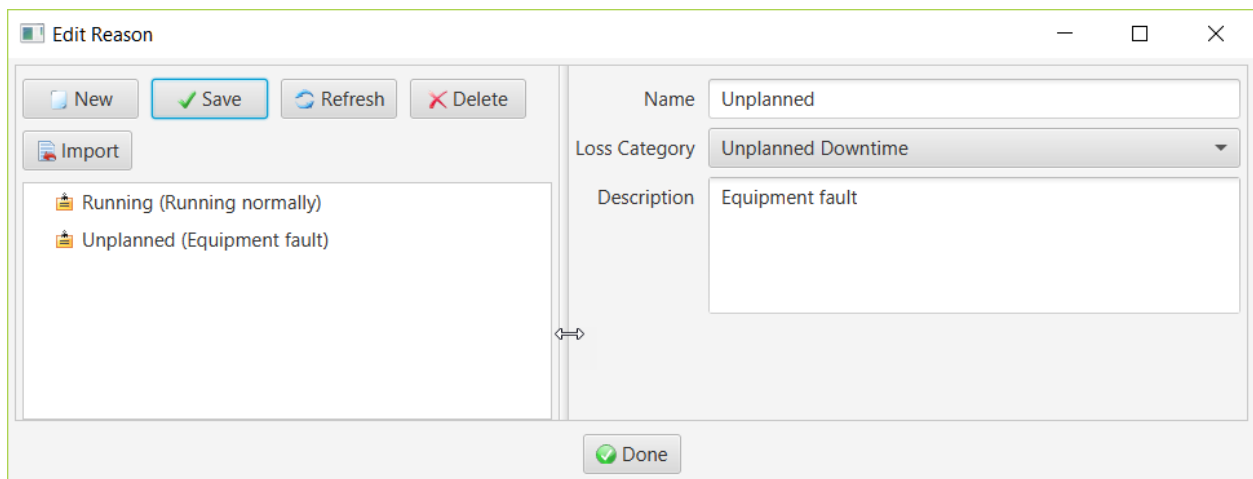 Edit Reason
New Save Refresh Delete
Import
Running (Running normally)
Unplanned (Equipment fault)
Name Unplanned
Loss Category Unplanned Downtime
Description Equipment fault
Done